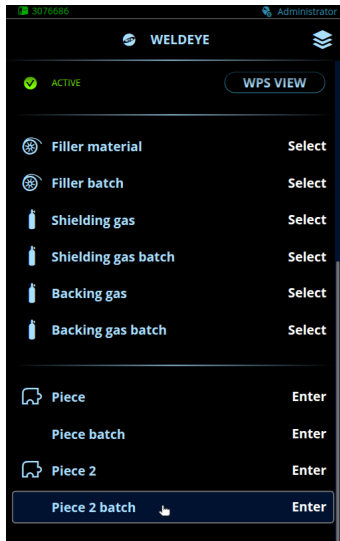 3076686 Administrator
WELDEYE
ACTIVE WPS VIEW
Filler material Select
Filler batch Select
Shielding gas Select
Shielding gas batch Select
Backing gas Select
Backing gas batch Select
Piece Enter
Piece batch Enter
Piece 2 Enter
Piece 2 batch Enter